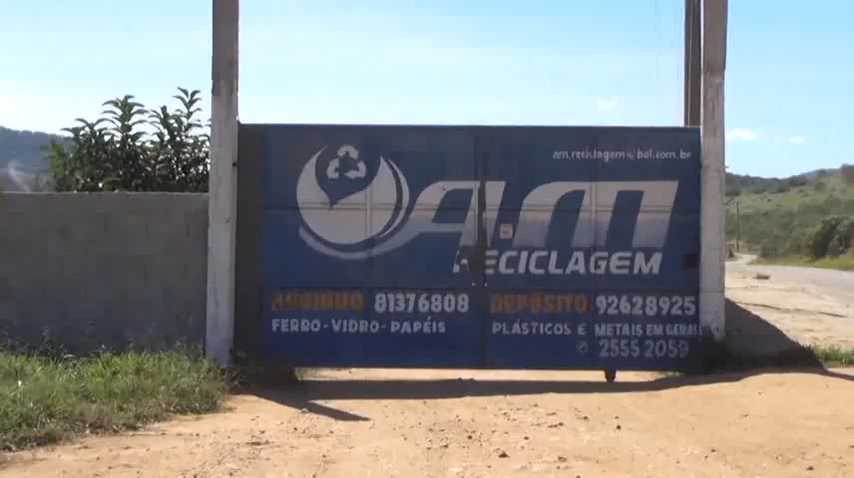 am.reciclagem@bol.com.br
AM
RECICLAGEM
81376808 DEPÓSITO 92628925
FERRO - VIDRO - PAPÉIS PLÁSTICOS E METAIS EM GERAL
2555 2059